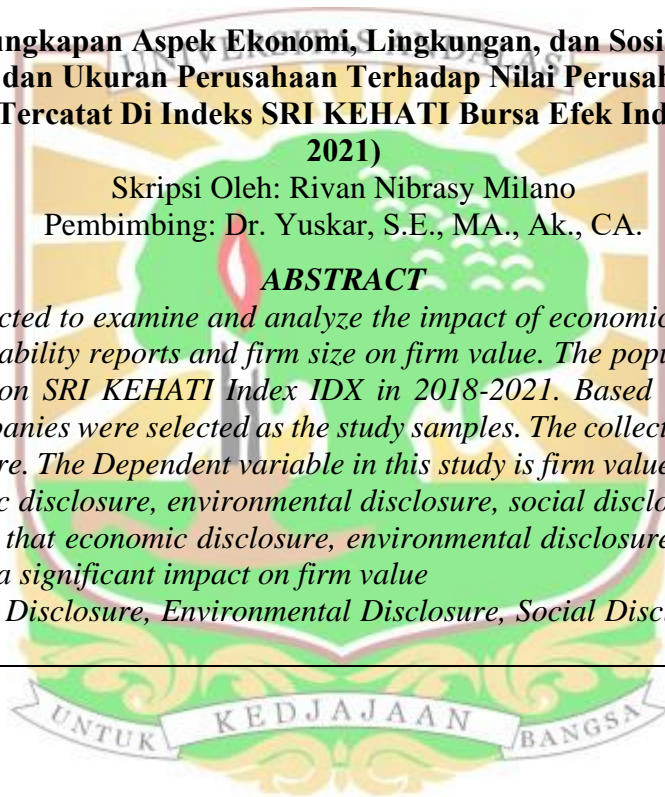 UNIVERSITAS ANDALAS
ungkapan Aspek Ekonomi, Lingkungan, dan Sosi
dan Ukuran Perusahaan Terhadap Nilai Perusah
Tercatat Di Indeks SRI KEHATI Bursa Efek Ind
2021)
Skripsi Oleh: Rivan Nibrasy Milano
Pembimbing: Dr. Yuskar, S.E., MA., Ak., CA.
ABSTRACT
cted to examine and analyze the impact of economic
ability reports and firm size on firm value. The popu
on SRI KEHATI Index IDX in 2018-2021. Based
panies were selected as the study samples. The collect
re. The Dependent variable in this study is firm value
ic disclosure, environmental disclosure, social disclo
that economic disclosure, environmental disclosure
a significant impact on firm value
Disclosure, Environmental Disclosure, Social Disc
UNTUK KEDJAJAAN BANGSA